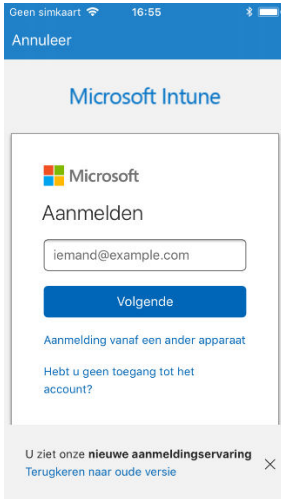 Geen simkaart 16:55
Annuleer
Microsoft Intune
Microsoft
Aanmelden
iemand@example.com
Volgende
Aanmelding vanaf een ander apparaat
Hebt u geen toegang tot het
account?
U ziet onze nieuwe aanmeldingservaring
Terugkeren naar oude versie